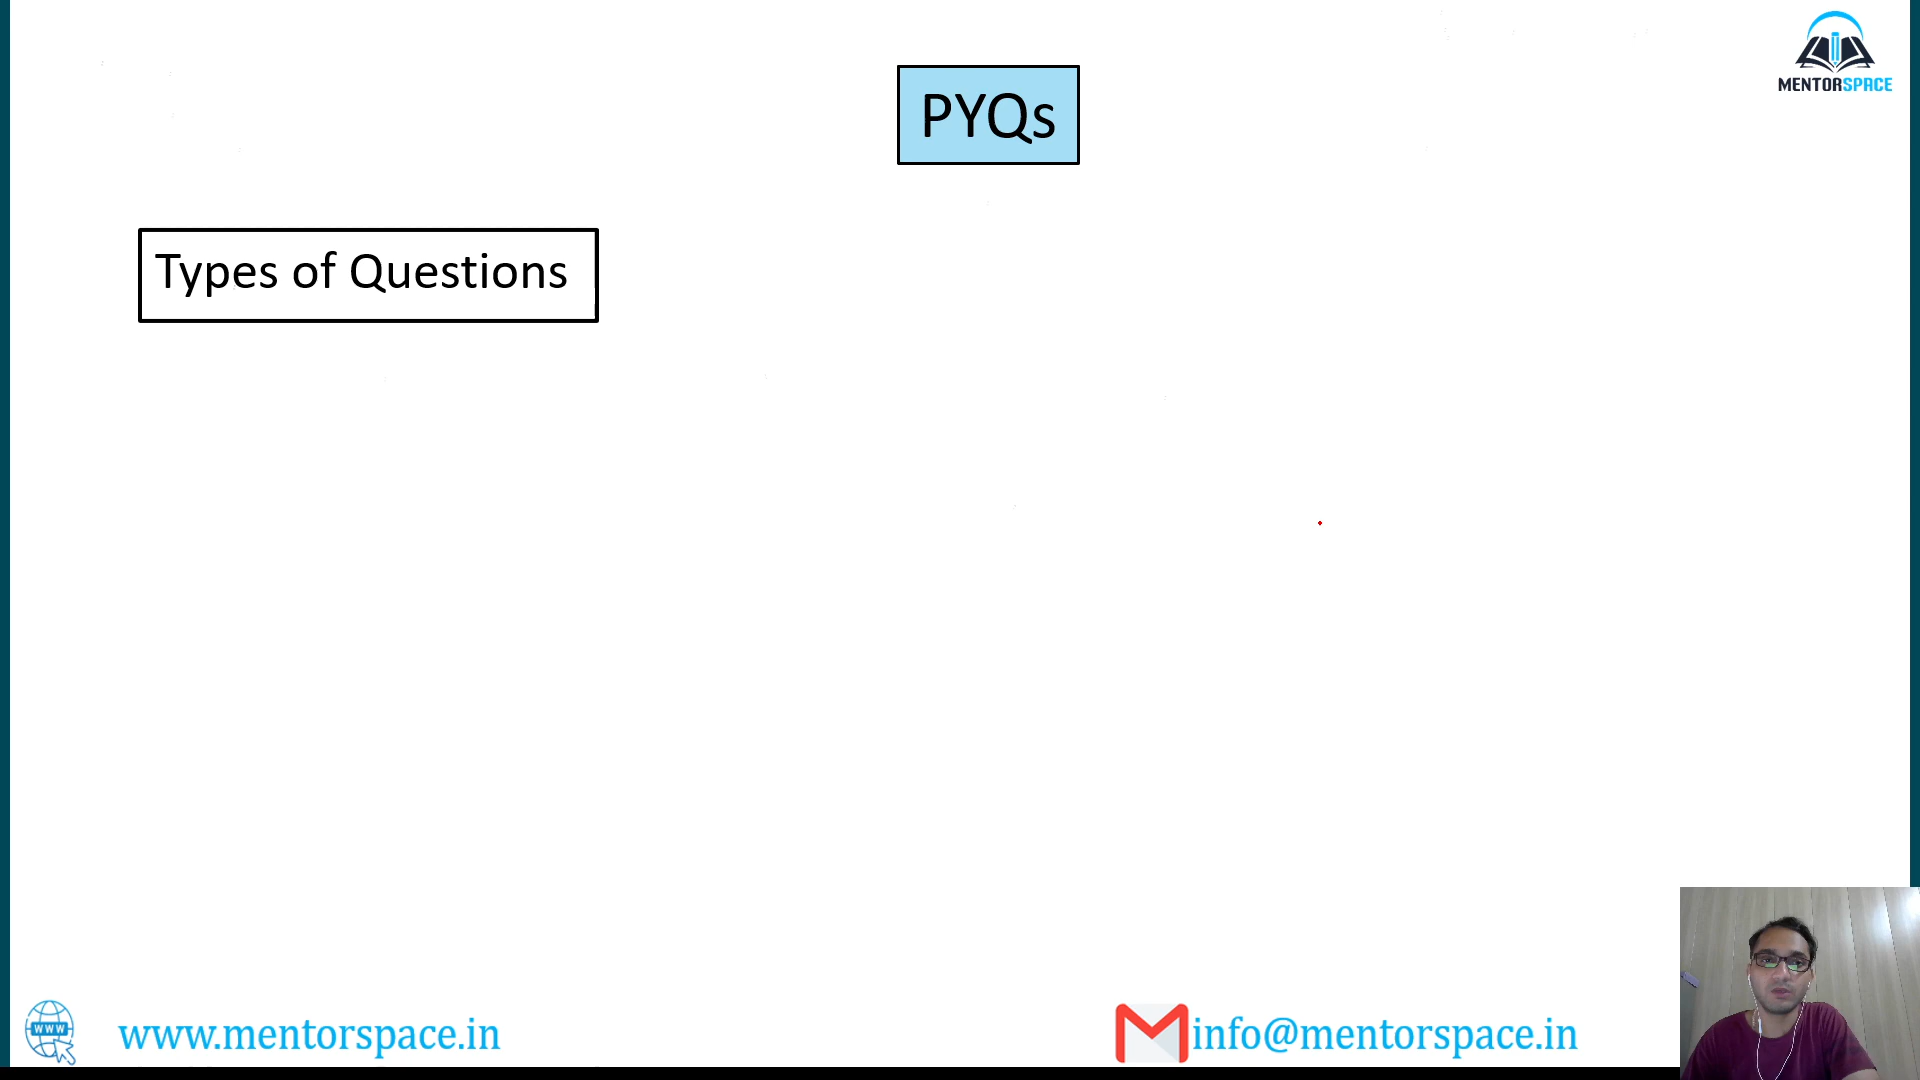 MENTORSPACE
PYQs
Types of Questions
WWW
www.mentorspace.in
info@mentorspace.in